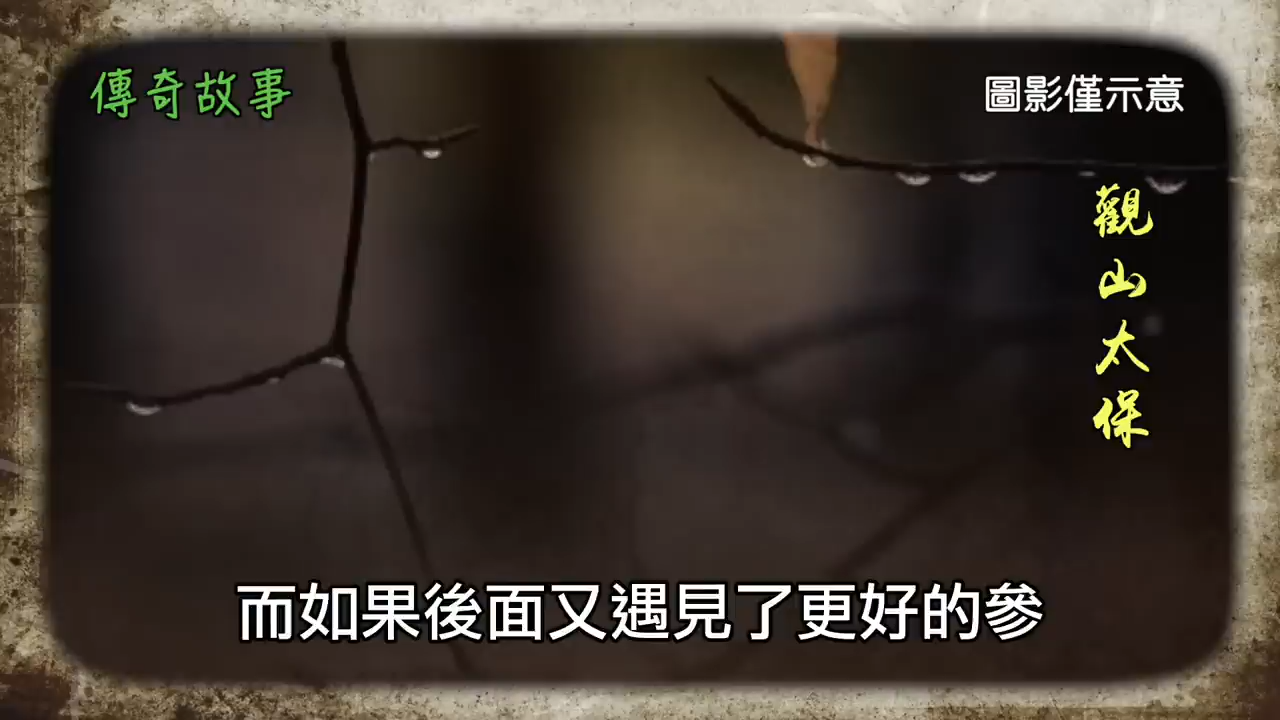 傳奇故事
圖影僅示意
觀山太保
而如果後面又遇見了更好的參